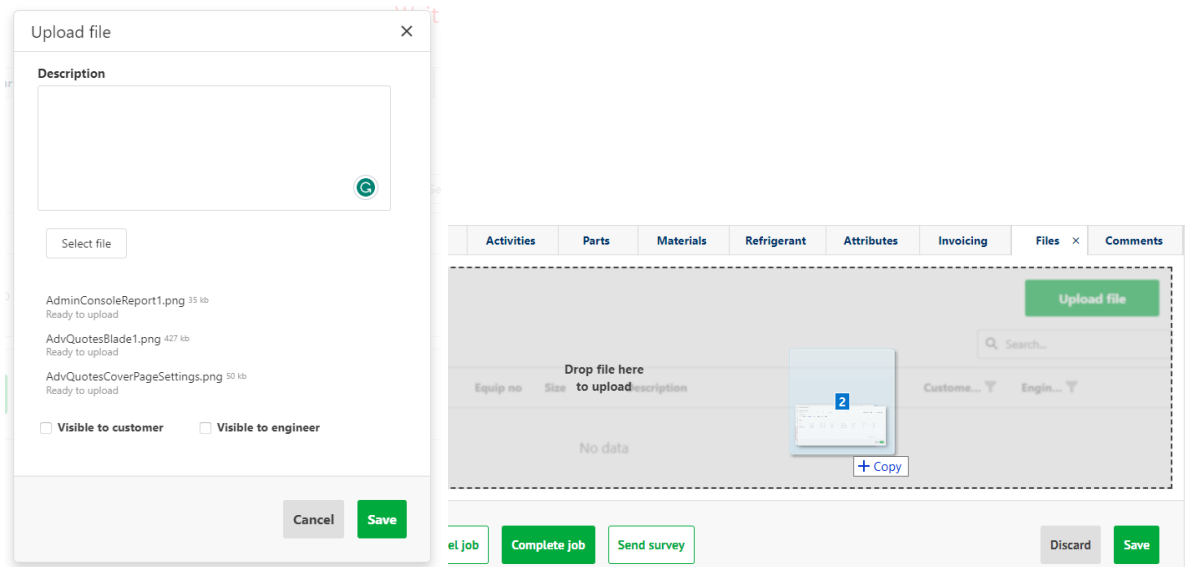 Upload file
Description
Select file
AdminConsoleReport1.png 35 kb
Ready to upload
AdvQuotesBlade1.png 427 kb
Ready to upload
AdvQuotesCoverPageSettings.png 50 kb
Ready to upload
Visible to customer Visible to engineer
Cancel Save
Activities Parts Materials Refrigerant Attributes Invoicing Files × Comments
Upload file
Search...
Drop file here
to upload
Equip no Size Custome... Engin...
2
No data
+ Copy
el job Complete job Send survey Discard Save